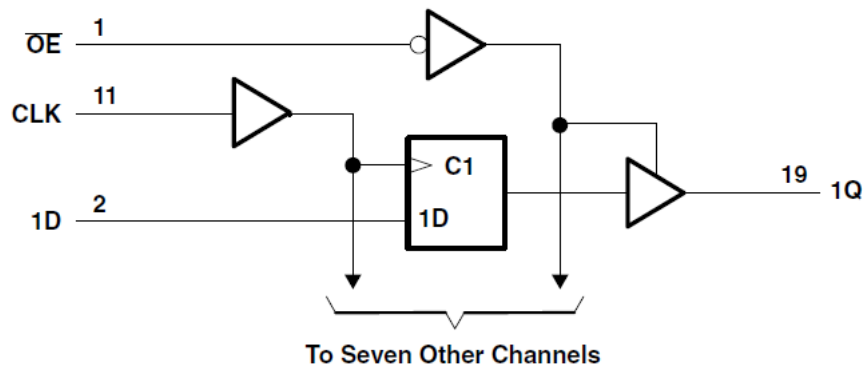 OE
1
CLK
11
1D
2
C1
1D
19
1Q
To Seven Other Channels